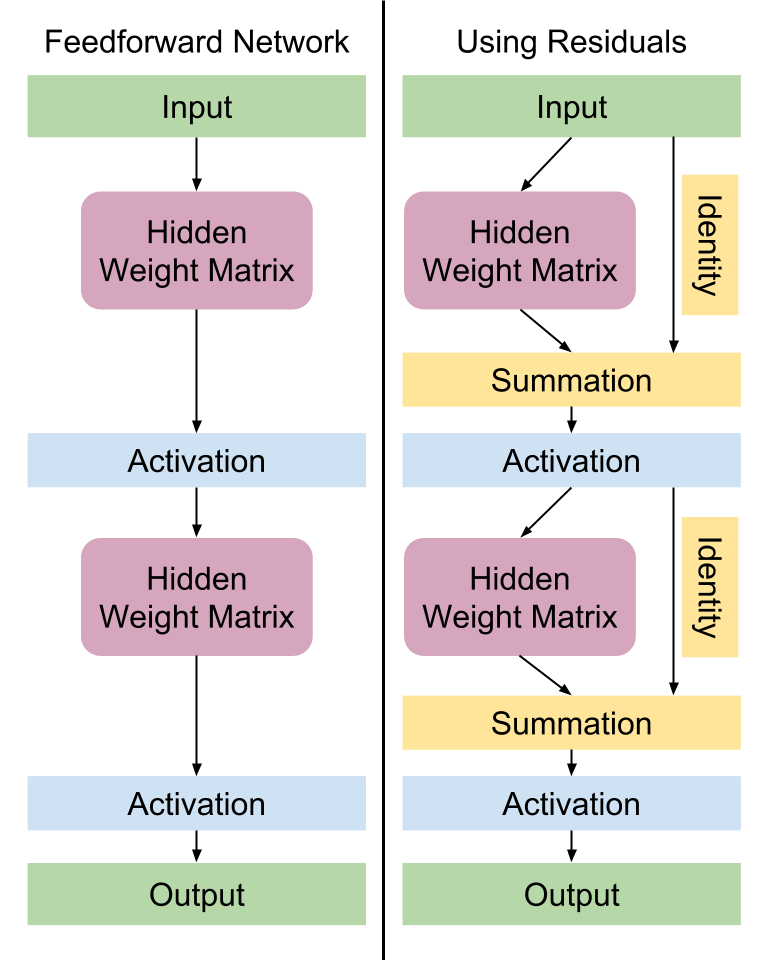 Feedforward Network
Input
Hidden
Weight Matrix
Activation
Hidden
Weight Matrix
Activation
Output
Using Residuals
Input
Hidden
Weight Matrix
Identity
Summation
Activation
Hidden
Weight Matrix
Identity
Summation
Activation
Output